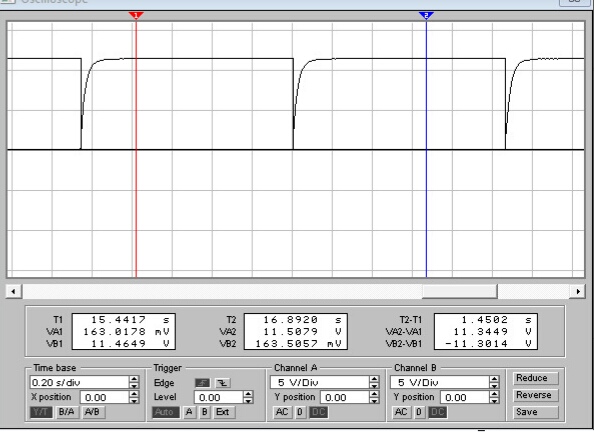 Oscilloscope
1 2
T1 15.4417 s T2 16.8920 s T2-T1 1.4502 s
VA1 163.0178 mV VA2 11.5079 V VA2-VA1 11.3449 V
VB1 11.4649 V VB2 163.5057 mV VB2-VB1 -11.3014 V
Time base Trigger Channel A Channel B
0.20 s/div Edge 5 V/Div 5 V/Div Reduce
X position 0.00 Level 0.00 Y position 0.00 Y position 0.00 Reverse
Y/T B/A A/B Auto A B Ext AC 0 DC AC 0 DC Save